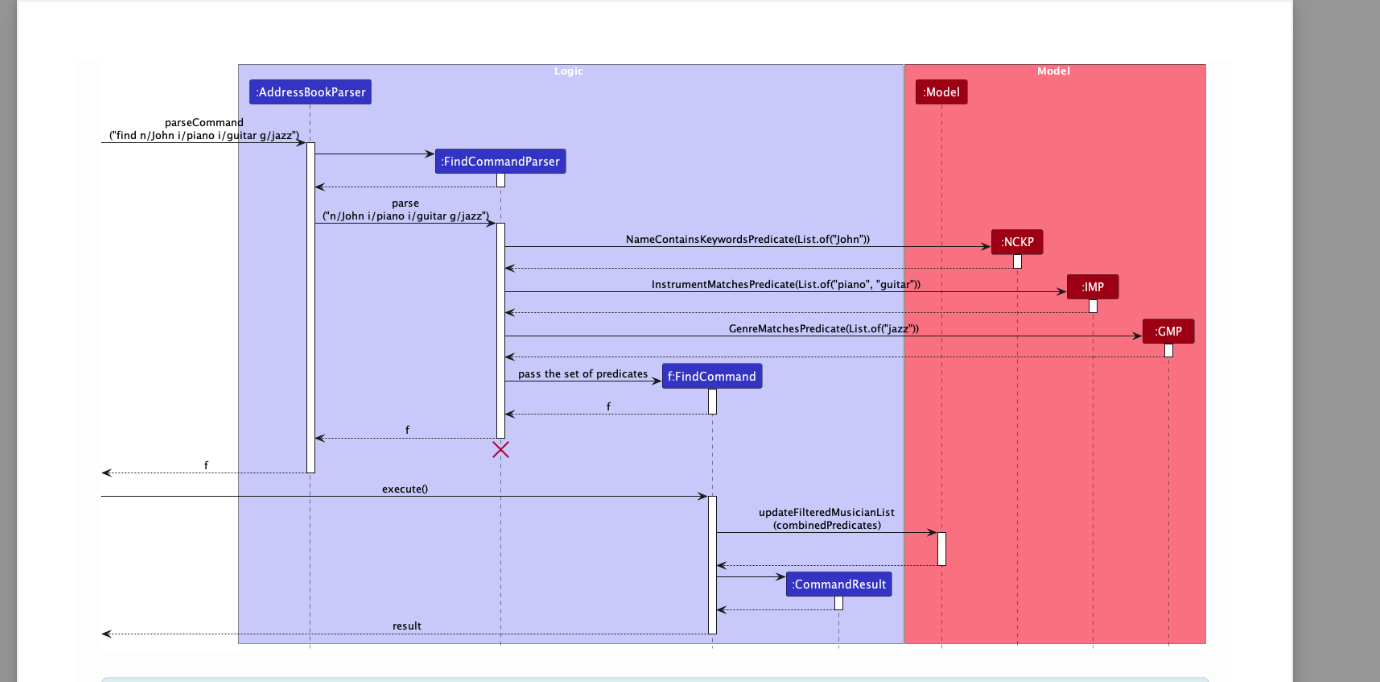 Logic
Model
:AddressBookParser
:Model
parseCommand
("find n/John i/piano i/guitar g/jazz")
:FindCommandParser
parse
("n/John i/piano i/guitar g/jazz")
NameContainsKeywordsPredicate(List.of("John"))
:NCKP
InstrumentMatchesPredicate(List.of("piano", "guitar"))
:IMP
GenreMatchesPredicate(List.of("jazz"))
:GMP
pass the set of predicates
f:FindCommand
f
f
f
execute()
updateFilteredMusicianList
(combinedPredicates)
:CommandResult
result